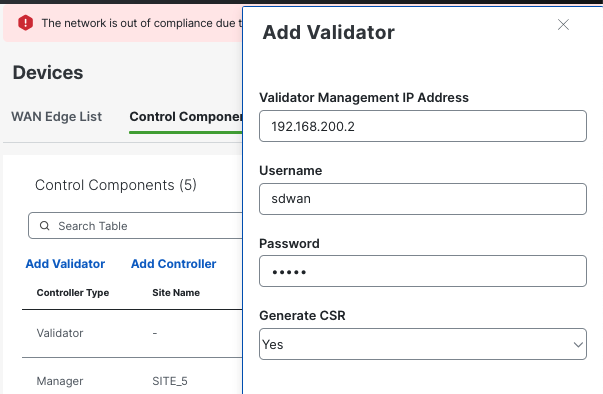 The network is out of compliance due t
Devices
WAN Edge List
Control Compone
Control Components (5)
Search Table
Add Validator
Add Controller
Controller Type
Site Name
Validator
-
Manager
SITE_5
Add Validator
Validator Management IP Address
192.168.200.2
Username
sdwan
Password
•••••
Generate CSR
Yes